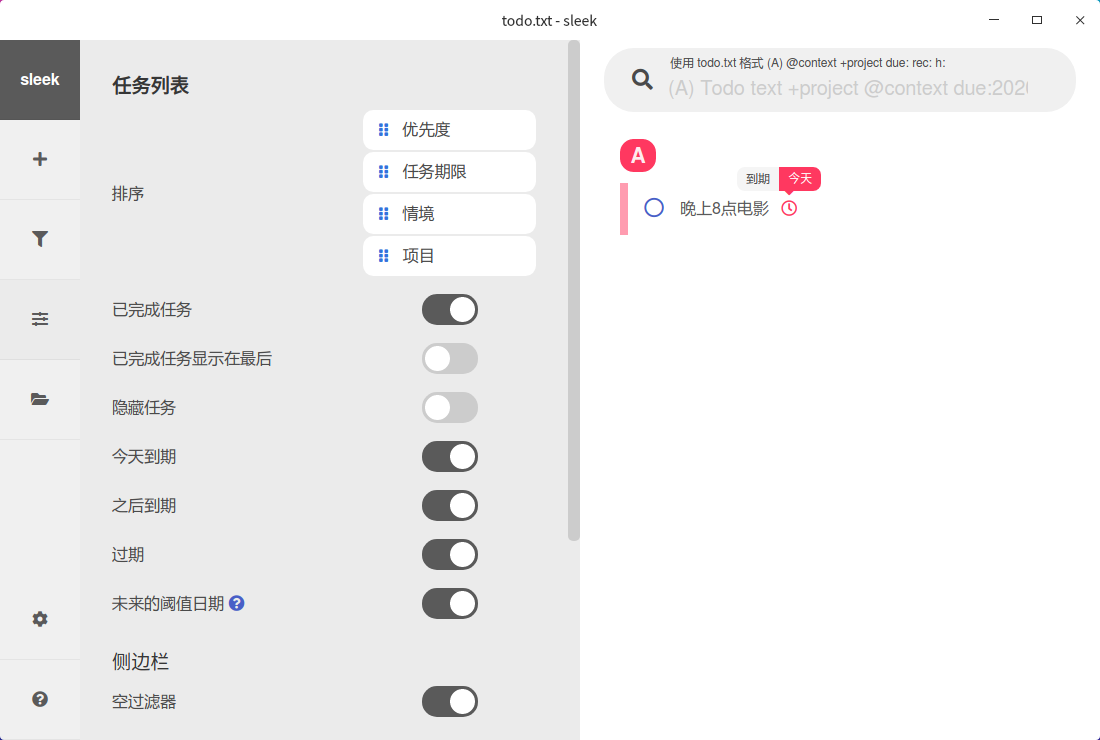 todo.txt - sleek
sleek
任务列表
排序
优先度
任务期限
情境
项目
已完成任务
已完成任务显示在最后
隐藏任务
今天到期
之后到期
过期
未来的阈值日期 ?
侧边栏
空过滤器
使用 todo.txt 格式 (A) @context +project due: rec: h:
(A) Todo text +project @context due:2020
A
到期 今天
晚上8点电影